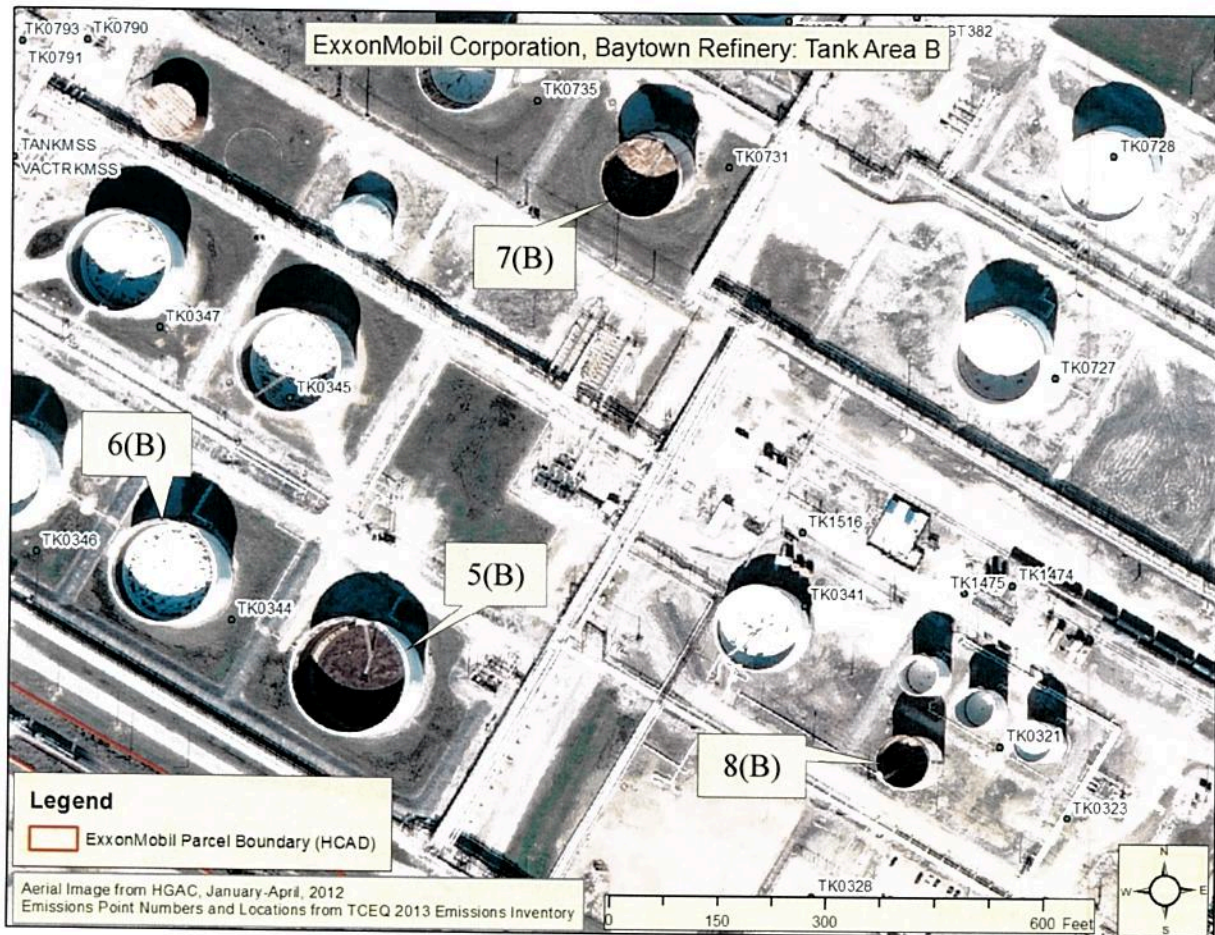 TK0793 TK0790
TK0791
ExxonMobil Corporation, Baytown Refinery: Tank Area B
ST382
TK0735
TK0731
TK0728
TANKMSS
VACTRKMSS
7(B)
TK0347
TK0345
TK0727
6(B)
TK0346
TK0344
5(B)
TK1516
TK0341
TK1475
TK1474
TK0321
8(B)
TK0323
TK0328
Legend
ExxonMobil Parcel Boundary (HCAD)
Aerial Image from HGAC, January-April, 2012
Emissions Point Numbers and Locations from TCEQ 2013 Emissions Inventory
0 150 300 600 Feet
N
W E
S